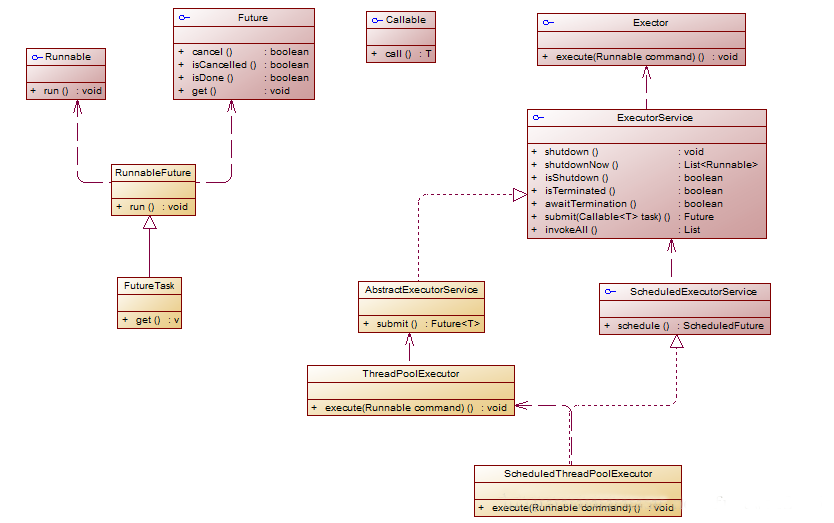 Runnable
+ run () : void
Future
+ cancel () : boolean
+ isCancelled () : boolean
+ isDone () : boolean
+ get () : void
Callable
+ call () : T
Exector
+ execute(Runnable command) () : void
ExecutorService
+ shutdown () : void
+ shutdownNow () : List<Runnable>
+ isShutdown () : boolean
+ isTerminated () : boolean
+ awaitTermination () : boolean
+ submit(Callable<T> task) () : Future
+ invokeAll () : List
RunnableFuture
+ run () : void
FutureTask
+ get () : v
AbstractExecutorService
+ submit () : Future<T>
ScheduledExecutorService
+ schedule () : ScheduledFuture
ThreadPoolExecutor
+ execute(Runnable command) () : void
ScheduledThreadPoolExecutor
+ execute(Runnable command) () : void